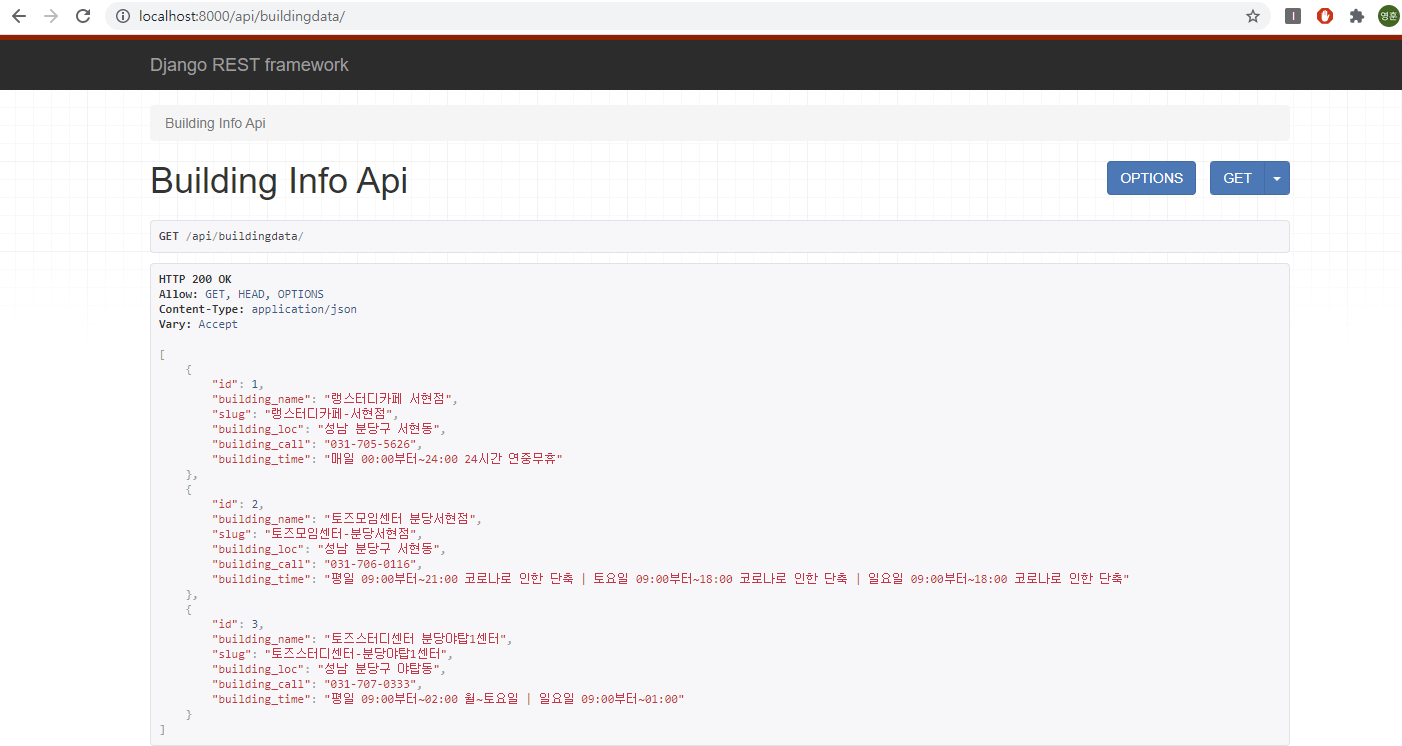 localhost:8000/api/buildingdata/
영훈
Django REST framework
Building Info Api
Building Info Api
OPTIONS
GET
GET /api/buildingdata/
HTTP 200 OK
Allow: GET, HEAD, OPTIONS
Content-Type: application/json
Vary: Accept
[
    {
        "id": 1,
        "building_name": "랭스터디카페 서현점",
        "slug": "랭스터디카페-서현점",
        "building_loc": "성남 분당구 서현동",
        "building_call": "031-705-5626",
        "building_time": "매일 00:00부터~24:00 24시간 연중무휴"
    },
    {
        "id": 2,
        "building_name": "토즈모임센터 분당서현점",
        "slug": "토즈모임센터-분당서현점",
        "building_loc": "성남 분당구 서현동",
        "building_call": "031-706-0116",
        "building_time": "평일 09:00부터~21:00 코로나로 인한 단축 | 토요일 09:00부터~18:00 코로나로 인한 단축 | 일요일 09:00부터~18:00 코로나로 인한 단축"
    },
    {
        "id": 3,
        "building_name": "토즈스터디센터 분당야탑1센터",
        "slug": "토즈스터디센터-분당야탑1센터",
        "building_loc": "성남 분당구 야탑동",
        "building_call": "031-707-0333",
        "building_time": "평일 09:00부터~02:00 월~토요일 | 일요일 09:00부터~01:00"
    }
]